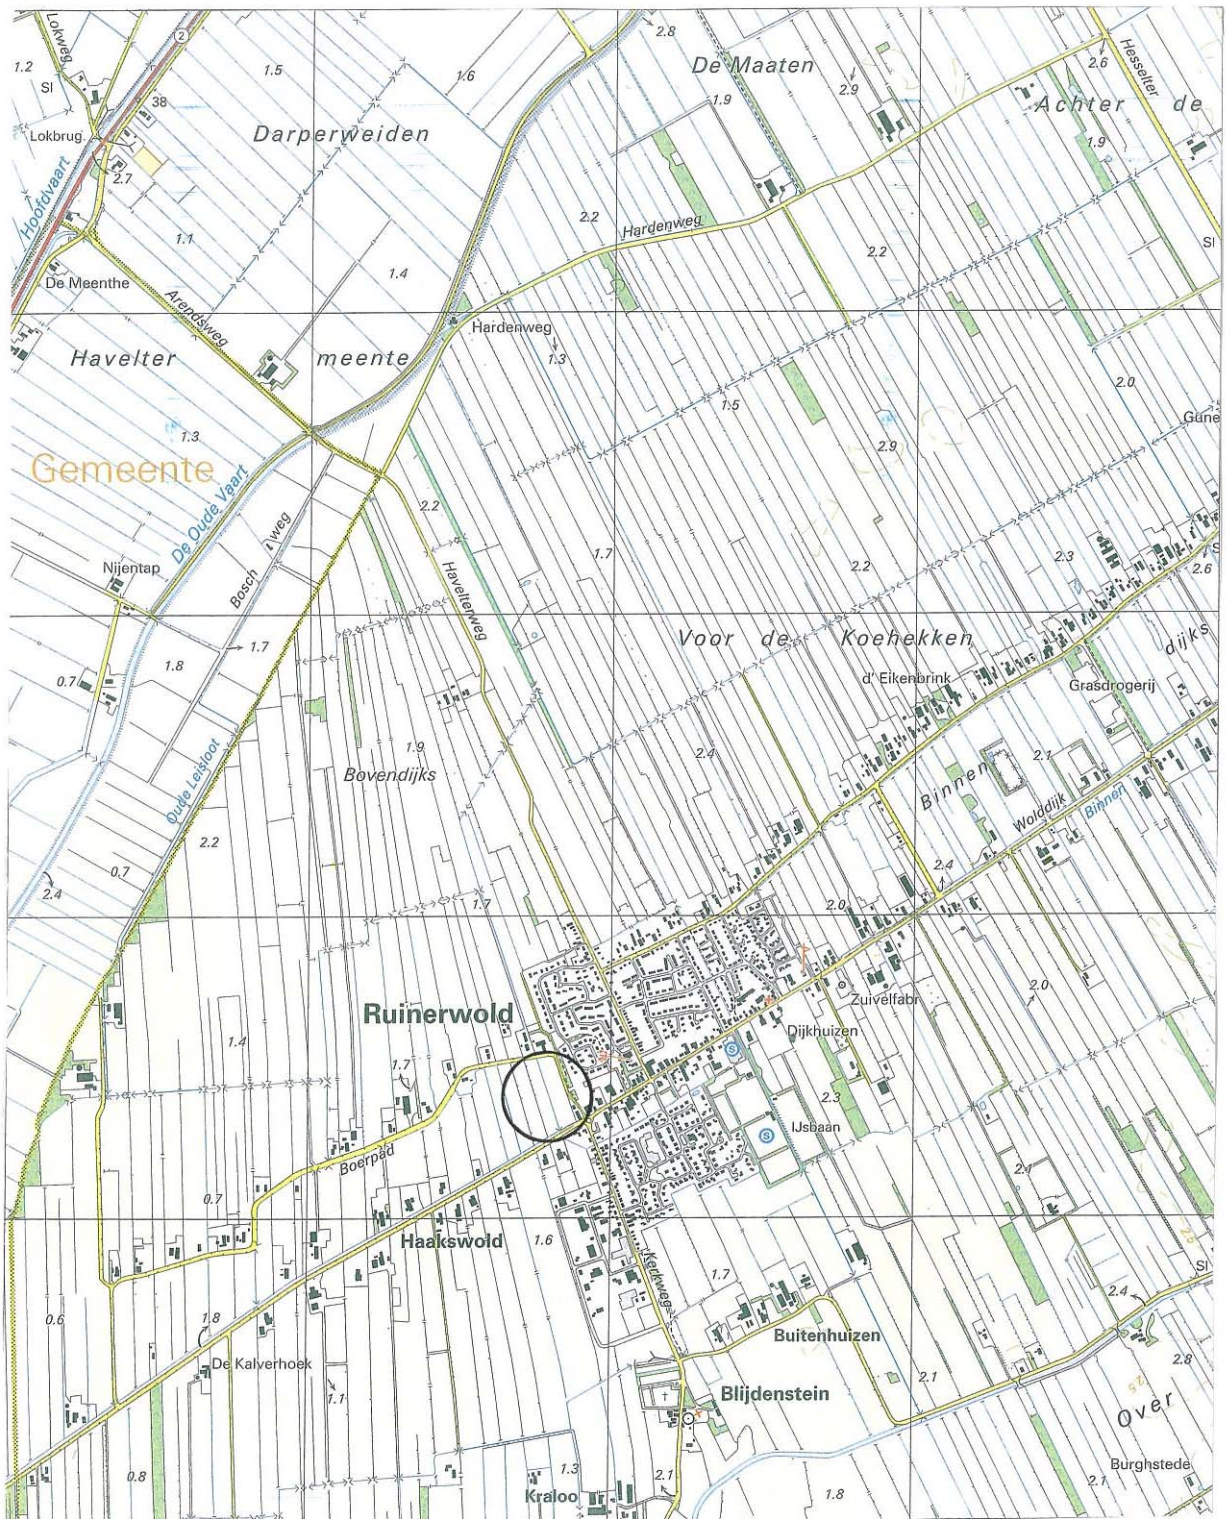 Lokweg
2
2.8
De Maaten
Hesselter
1.2
SI
1.5
1.6
1.9
2.9
2.6
Achter de
38
Lokbrug.
Darperweiden
1.9
2.7
Hoofdvaart
2.2
Hardenweg
1.1
2.2
SI
De Meenthe
1.4
Arendsweg
Hardenweg
Havelter meente
1.3
2.0
1.5
Gune
1.3
2.9
Gemeente
De Oude Vaart
2.2
1.7
2.3
Bosch weg
Nijentap
Havelterweg
2.2
2.6
S
1.7
Voor de Koehekken
dijks
1.8
0.7
d' Eikenbrink
Grasdrogerij
1.9
2.4
2.1
Bovendijks
Binnen
Oude Leisloot
Wolddijk
Binnen
2.2
0.7
2.4
2.4
1.7
2.0
Ruinerwold
Zuivelfabr
2.0
Dijkhuizen
1.4
1.7
S
2.3
IJsbaan
S
Boerpad
2.1
0.7
Haakswold
1.6
Kerkweg
2.5
1.7
SI
0.6
1.8
2.4
Buitenhuizen
De Kalverhoek
2.8
1.1
Blijdenstein
2.1
2.5
Over
0.8
1.3
2.1
Burghstede
Kraloo
1.8
2.1